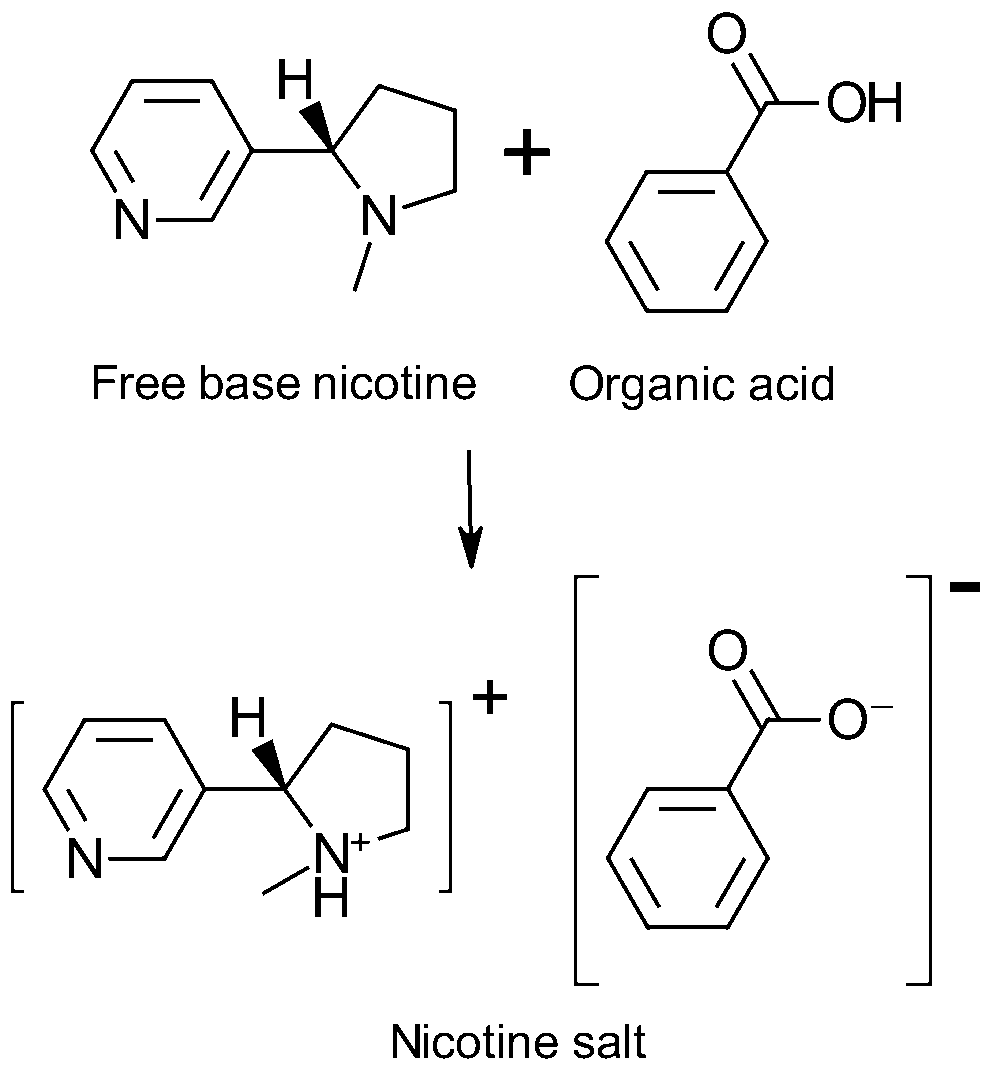 O
H
OH
+
N
N
Free base nicotine
Organic acid
O
+
−
H
O−
N
N+
H
Nicotine salt